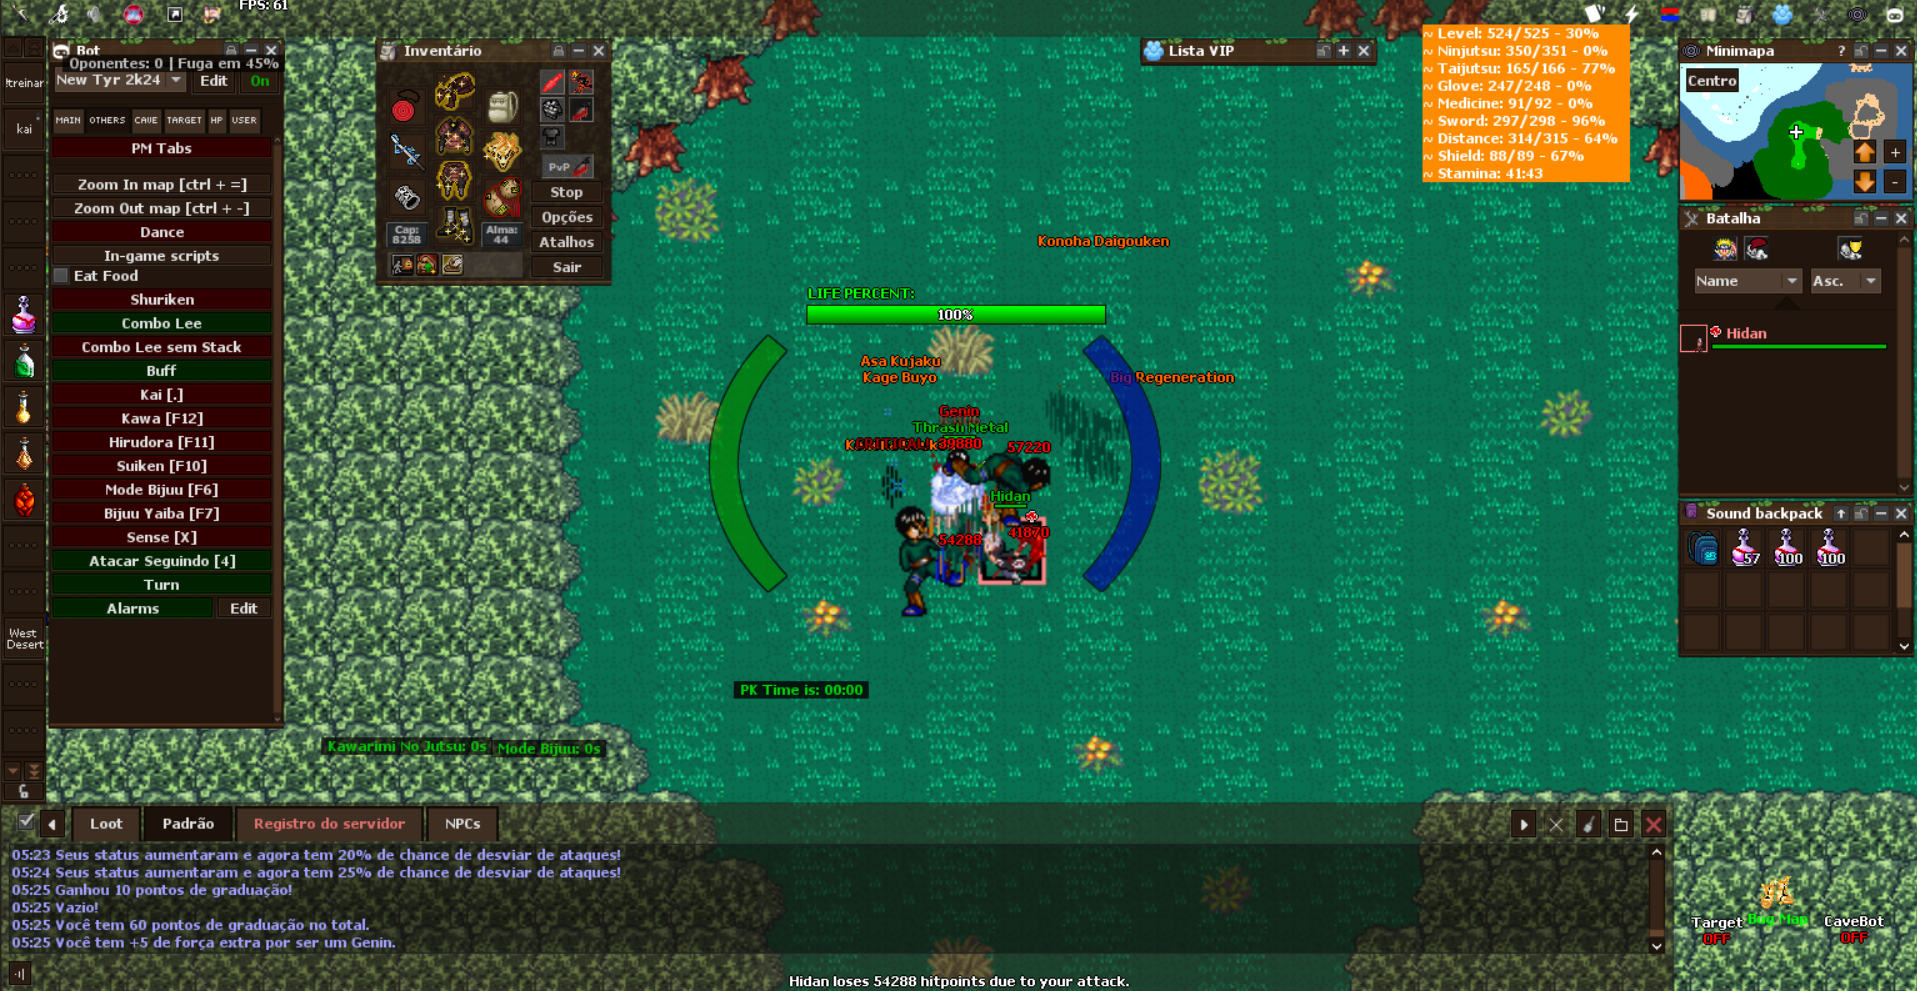 FPS: 61
Bot
Oponentes: 0 | Fuga em 45%
New Tyr 2k24
Edit
On
MAIN
OTHERS
CAVE
TARGET
HP
USER
PM Tabs
Zoom In map [ctrl + =]
Zoom Out map [ctrl + -]
Dance
In-game scripts
Eat Food
Shuriken
Combo Lee
Combo Lee sem Stack
Buff
Kai [.]
Kawa [F12]
Hirudora [F11]
Suiken [F10]
Mode Bijuu [F6]
Bijuu Yaiba [F7]
Sense [X]
Atacar Seguindo [4]
Turn
Alarms
Edit
!treinar
kai
West
Desert
Inventário
PvP
Stop
Opções
Atalhos
Sair
Cap:
8258
Alma:
44
Lista VIP
~ Level: 524/525 - 30%
~ Ninjutsu: 350/351 - 0%
~ Taijutsu: 165/166 - 77%
~ Glove: 247/248 - 0%
~ Medicine: 91/92 - 0%
~ Sword: 297/298 - 96%
~ Distance: 314/315 - 64%
~ Shield: 88/89 - 67%
~ Stamina: 41:43
Minimapa
?
Centro
+
-
Batalha
Name
Asc.
Hidan
Sound backpack
57
100
100
Konoha Daigouken
LIFE PERCENT:
100%
Asa Kujaku
Kage Buyo
Big Regeneration
Genin
Thrash Metal
39880
57220
Hidan
54288
41870
PK Time is: 00:00
Kawarimi No Jutsu: 0s
Mode Bijuu: 0s
Loot
Padrão
Registro do servidor
NPCs
05:23 Seus status aumentaram e agora tem 20% de chance de desviar de ataques!
05:24 Seus status aumentaram e agora tem 25% de chance de desviar de ataques!
05:25 Ganhou 10 pontos de graduação!
05:25 Vazio!
05:25 Você tem 60 pontos de graduação no total.
05:25 Você tem +5 de força extra por ser um Genin.
Target
OFF
Bug Map
CaveBot
OFF
Hidan loses 54288 hitpoints due to your attack.